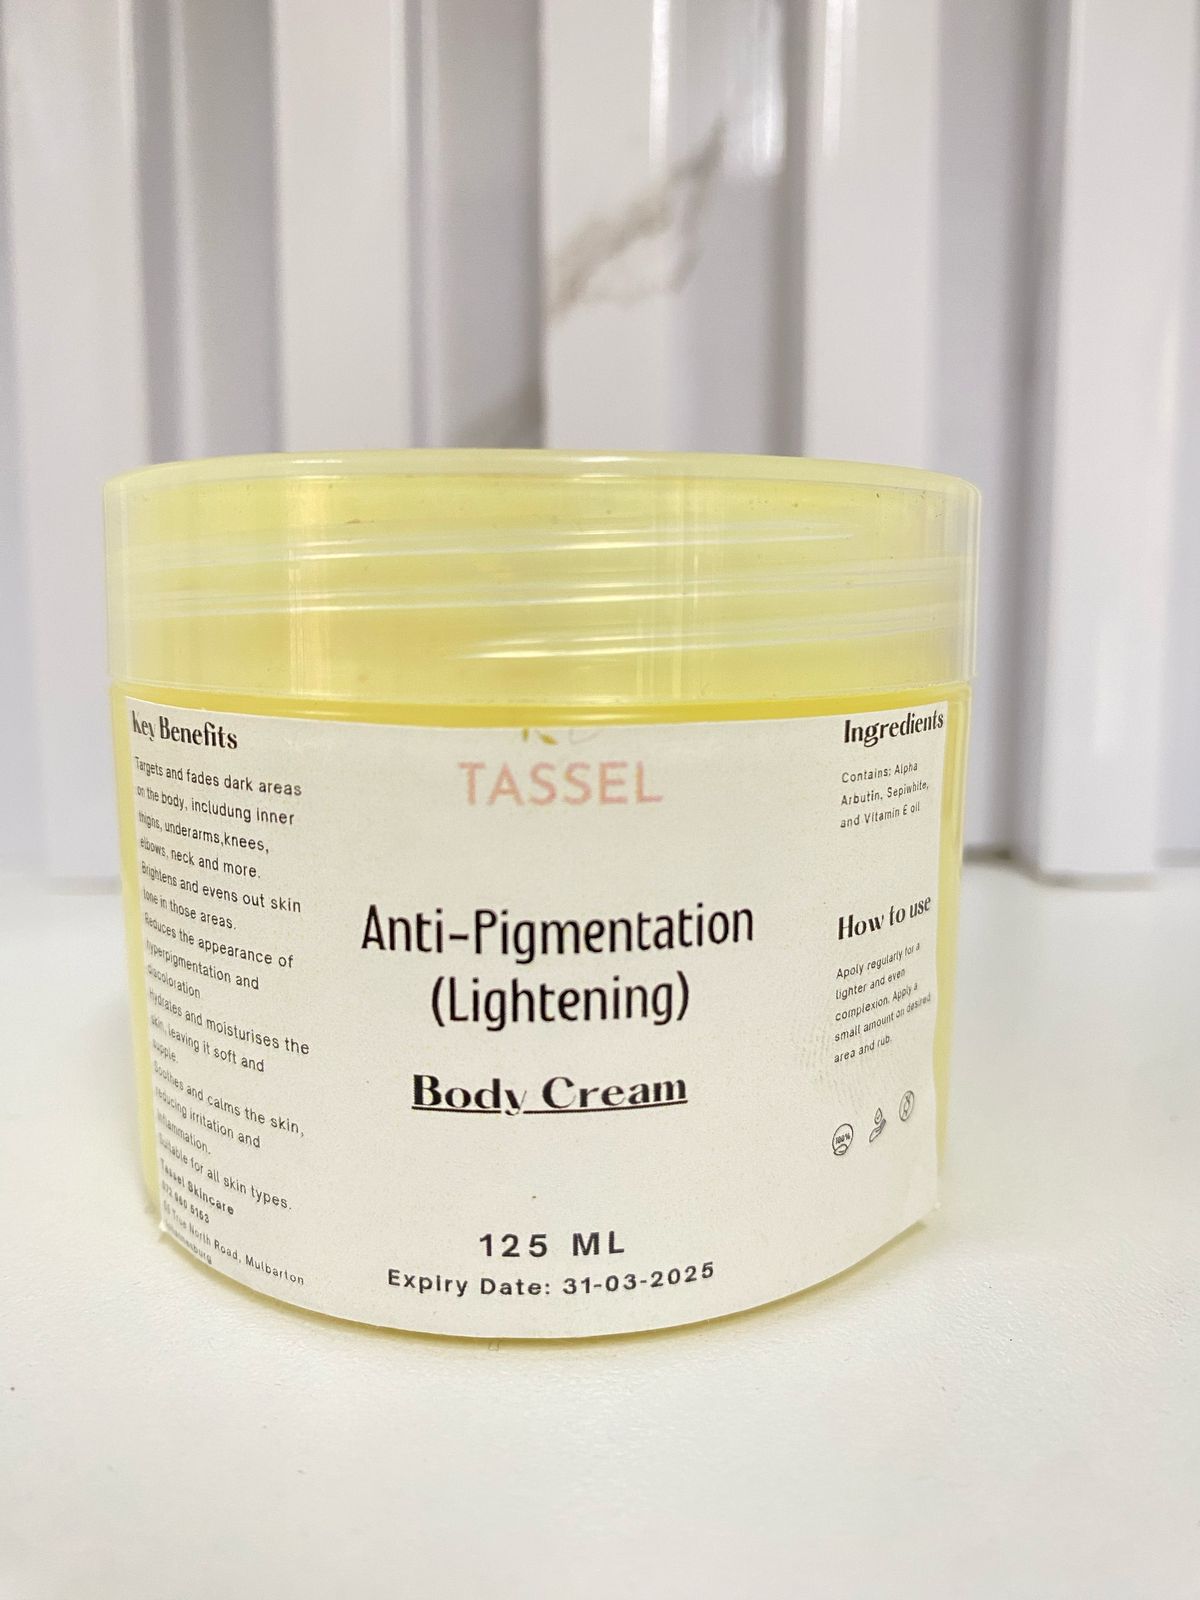 Key Benefits
Targets and fades dark areas
on the body, includung inner
thighs, underarms,knees,
elbows, neck and more.
Brightens and evens out skin
tone in those areas.
Reduces the appearance of
hyperpigmentation and
discoloration
Hydrates and moisturises the
skin, leaving it soft and
supple.
Soothes and calms the skin,
reducing irritation and
inflammation.
Suitable for all skin types.
Tassel Skincare
True North Road, Mulbarton
Johannesburg
TASSEL
Anti-Pigmentation
(Lightening)
Body Cream
125 ML
Expiry Date: 31-03-2025
Ingredients
Contains: Alpha
Arbutin, Sepiwhite,
and Vitamin E oil
How to use
Apoly regularly for a
lighter and even
complexion. Apply a
small amount on desired
area and rub.
100%